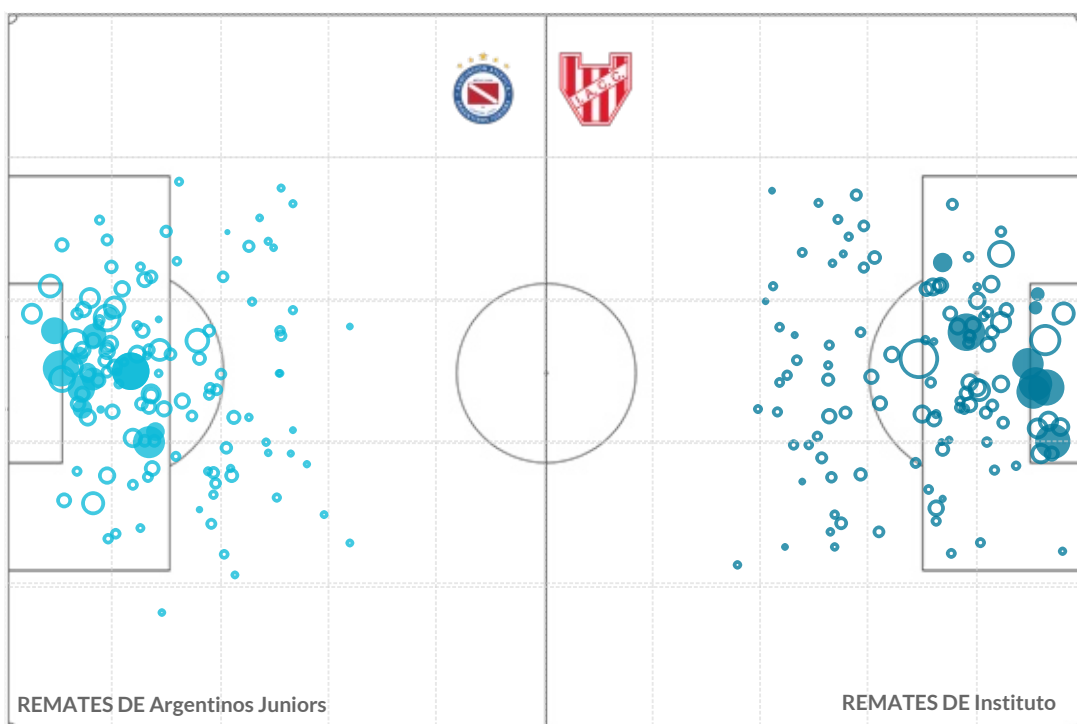 I. A. C. C.
REMATES DE Argentinos Juniors
REMATES DE Instituto